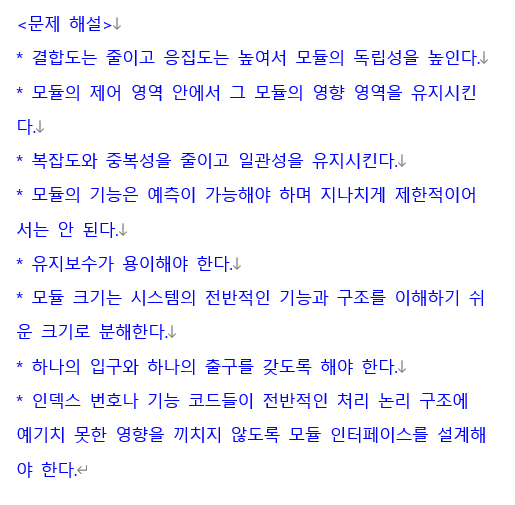 <문제 해설>↓
* 결합도는 줄이고 응집도는 높여서 모듈의 독립성을 높인다.↓
* 모듈의 제어 영역 안에서 그 모듈의 영향 영역을 유지시킨
다.↓
* 복잡도와 중복성을 줄이고 일관성을 유지시킨다.↓
* 모듈의 기능은 예측이 가능해야 하며 지나치게 제한적이어
서는 안 된다.↓
* 유지보수가 용이해야 한다.↓
* 모듈 크기는 시스템의 전반적인 기능과 구조를 이해하기 쉬
운 크기로 분해한다.↓
* 하나의 입구와 하나의 출구를 갖도록 해야 한다.↓
* 인덱스 번호나 기능 코드들이 전반적인 처리 논리 구조에
예기치 못한 영향을 끼치지 않도록 모듈 인터페이스를 설계해
야 한다.↵